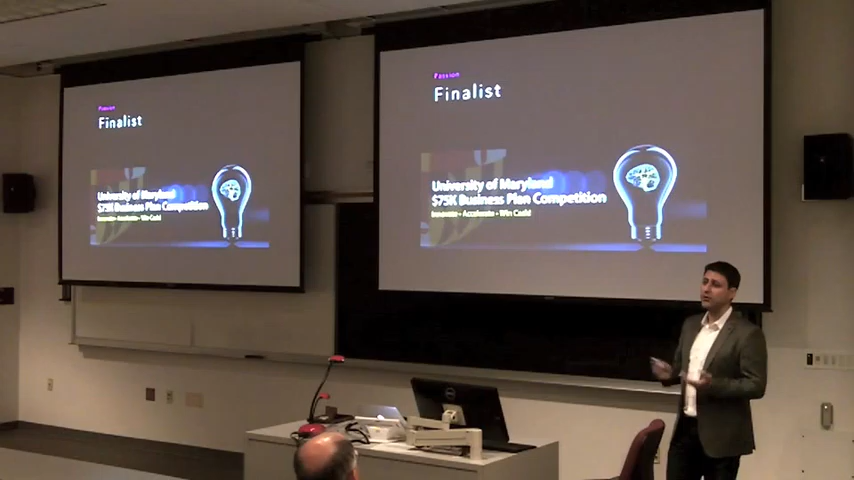 Passion
Finalist
University of Maryland
$75K Business Plan Competition
Innovate - Accelerate - Win Cash!
Passion
Finalist
University of Maryland
$75K Business Plan Competition
Innovate - Accelerate - Win Cash!
DELL